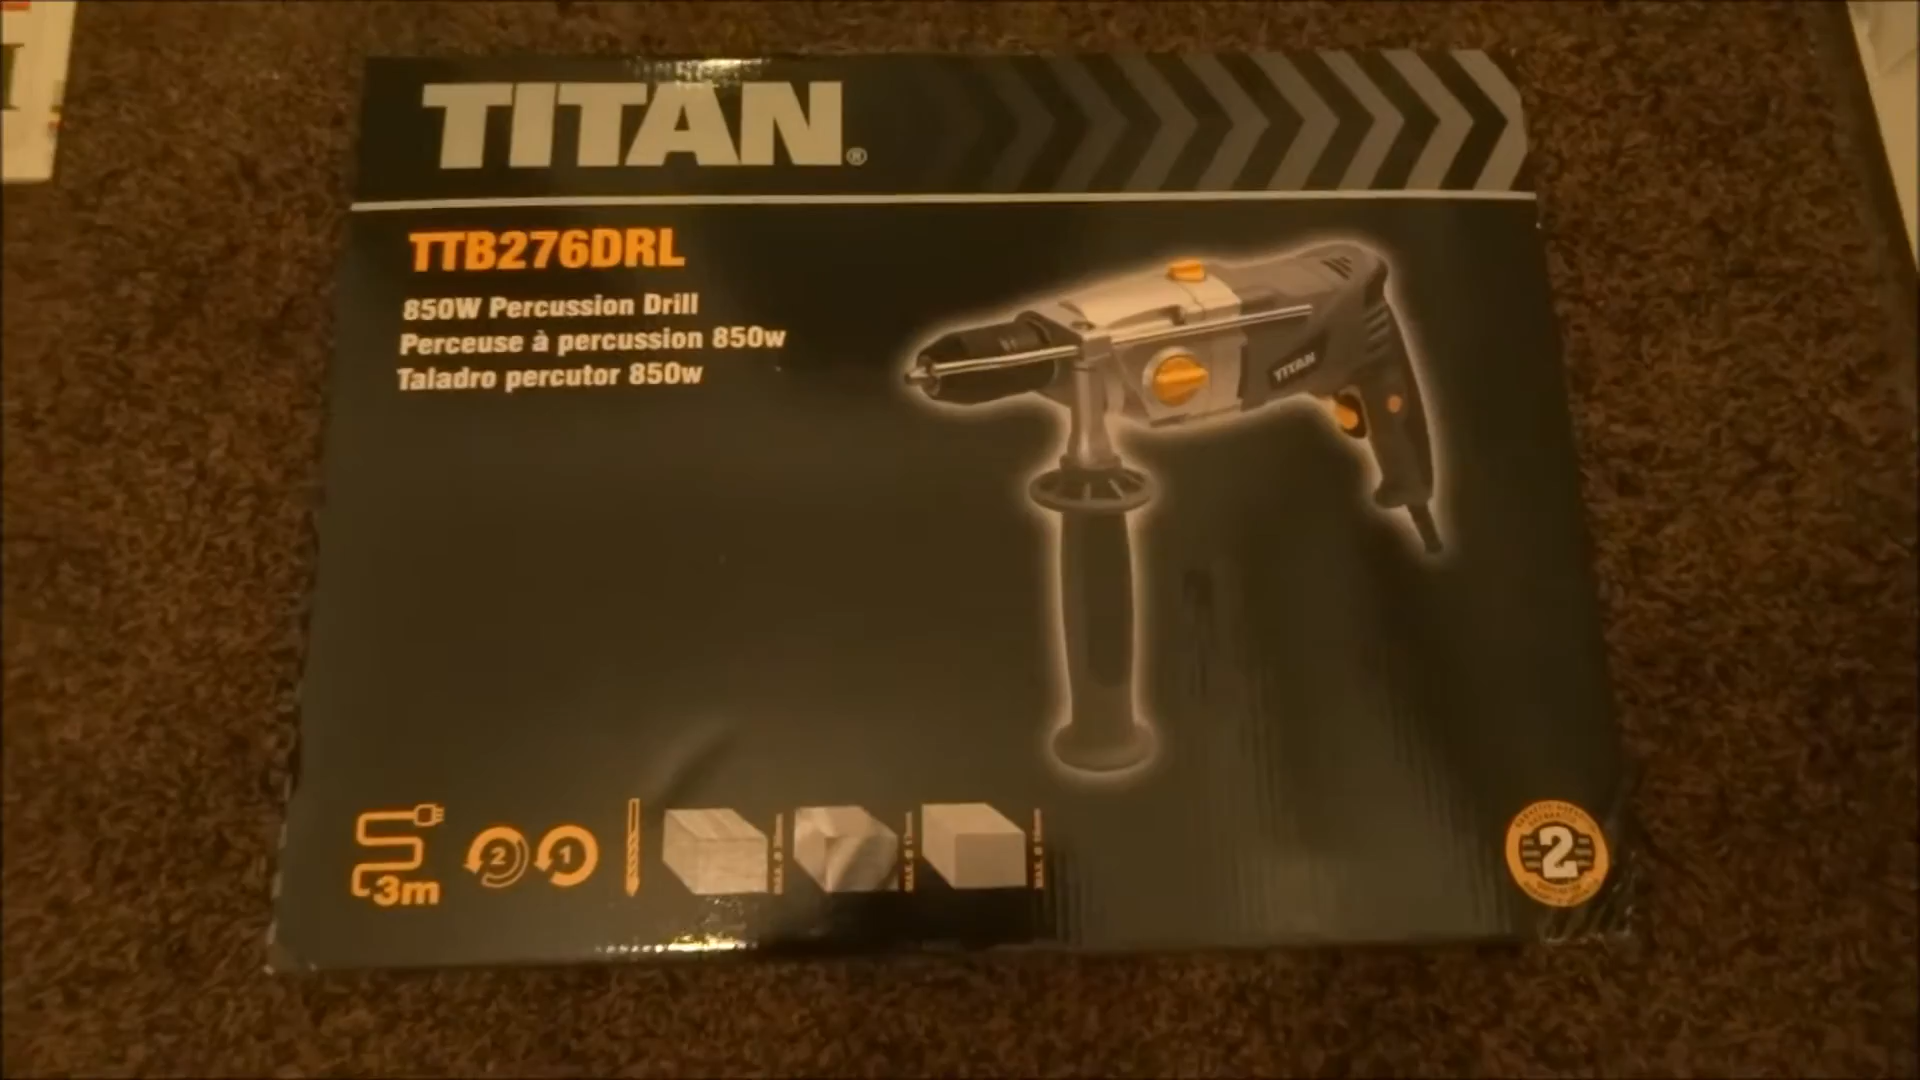 TITAN®
TTB276DRL
850W Percussion Drill
Perceuse à percussion 850w
Taladro percutor 850w
TITAN
3m
2
1
2